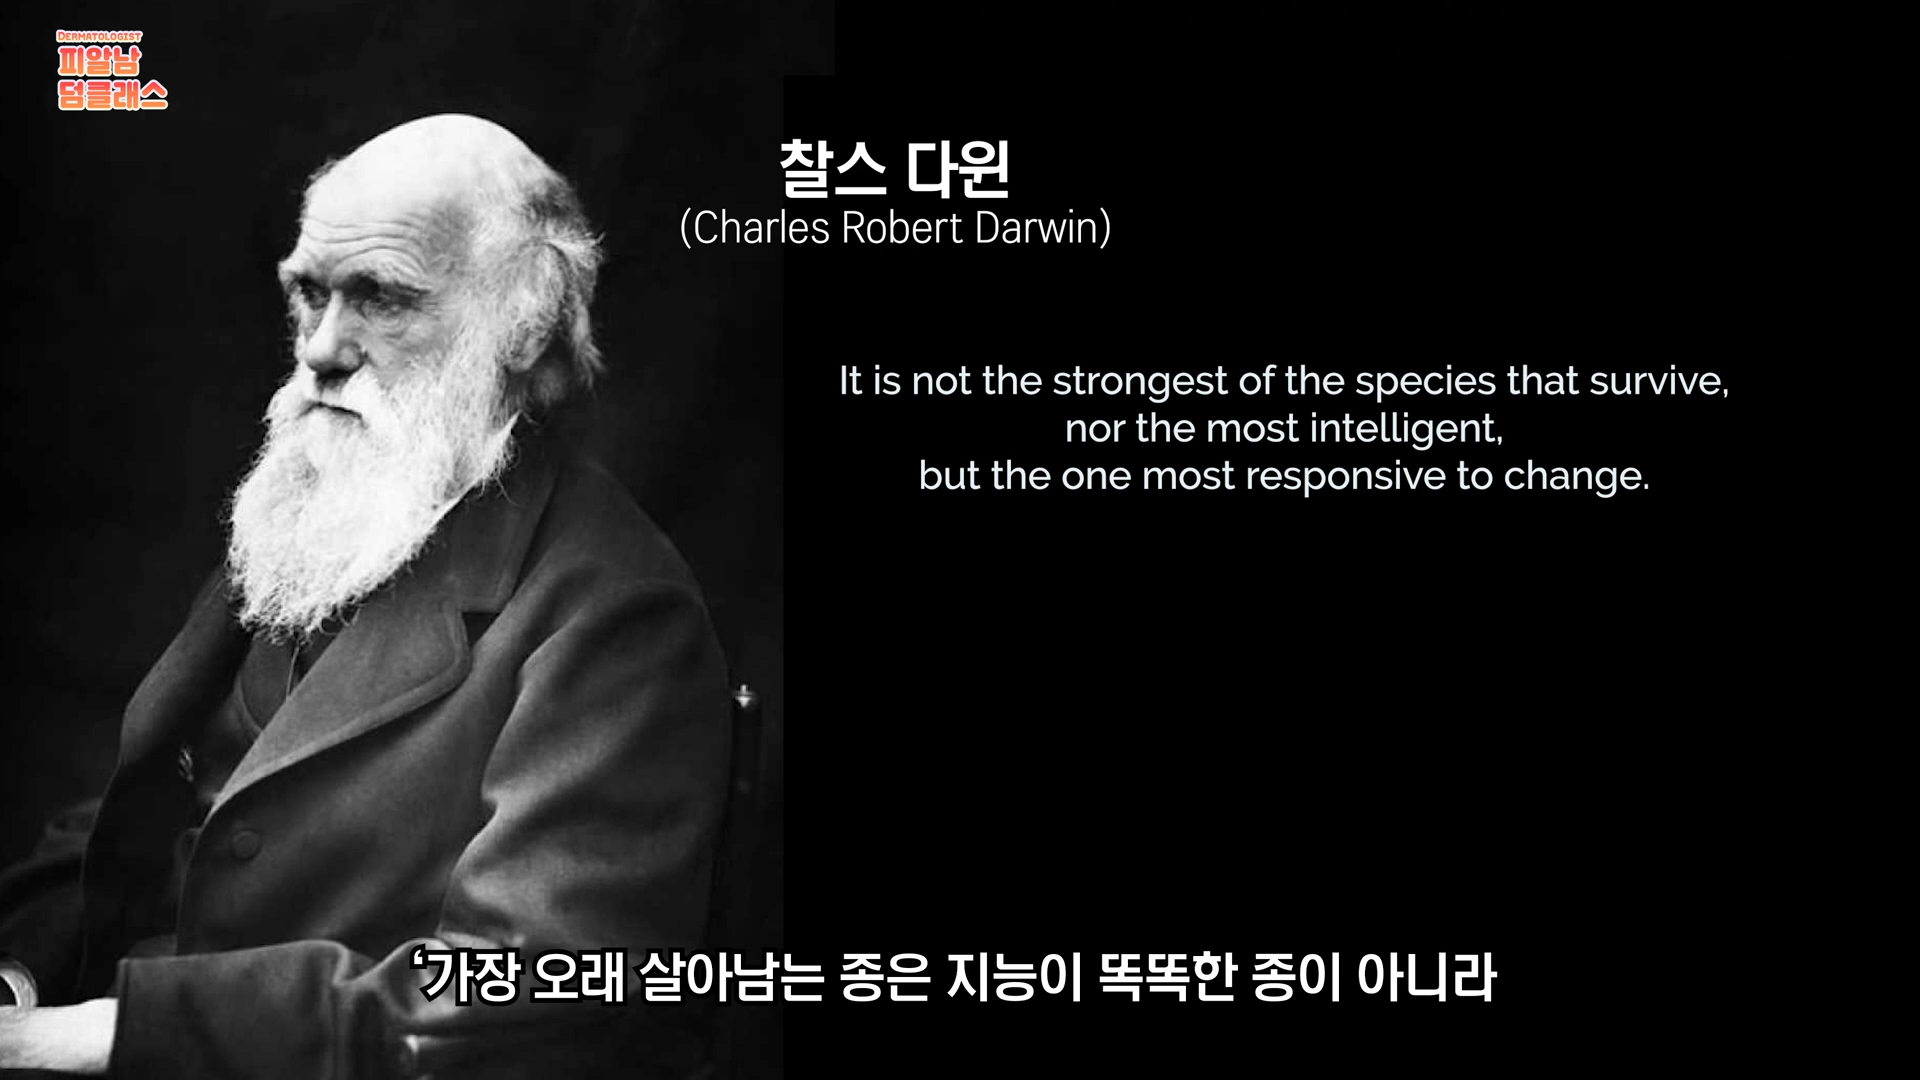 DERMATOLOGIST
피알남
덤클래스
찰스 다윈
(Charles Robert Darwin)
It is not the strongest of the species that survive,
nor the most intelligent,
but the one most responsive to change.
‘가장 오래 살아남는 종은 지능이 똑똑한 종이 아니라